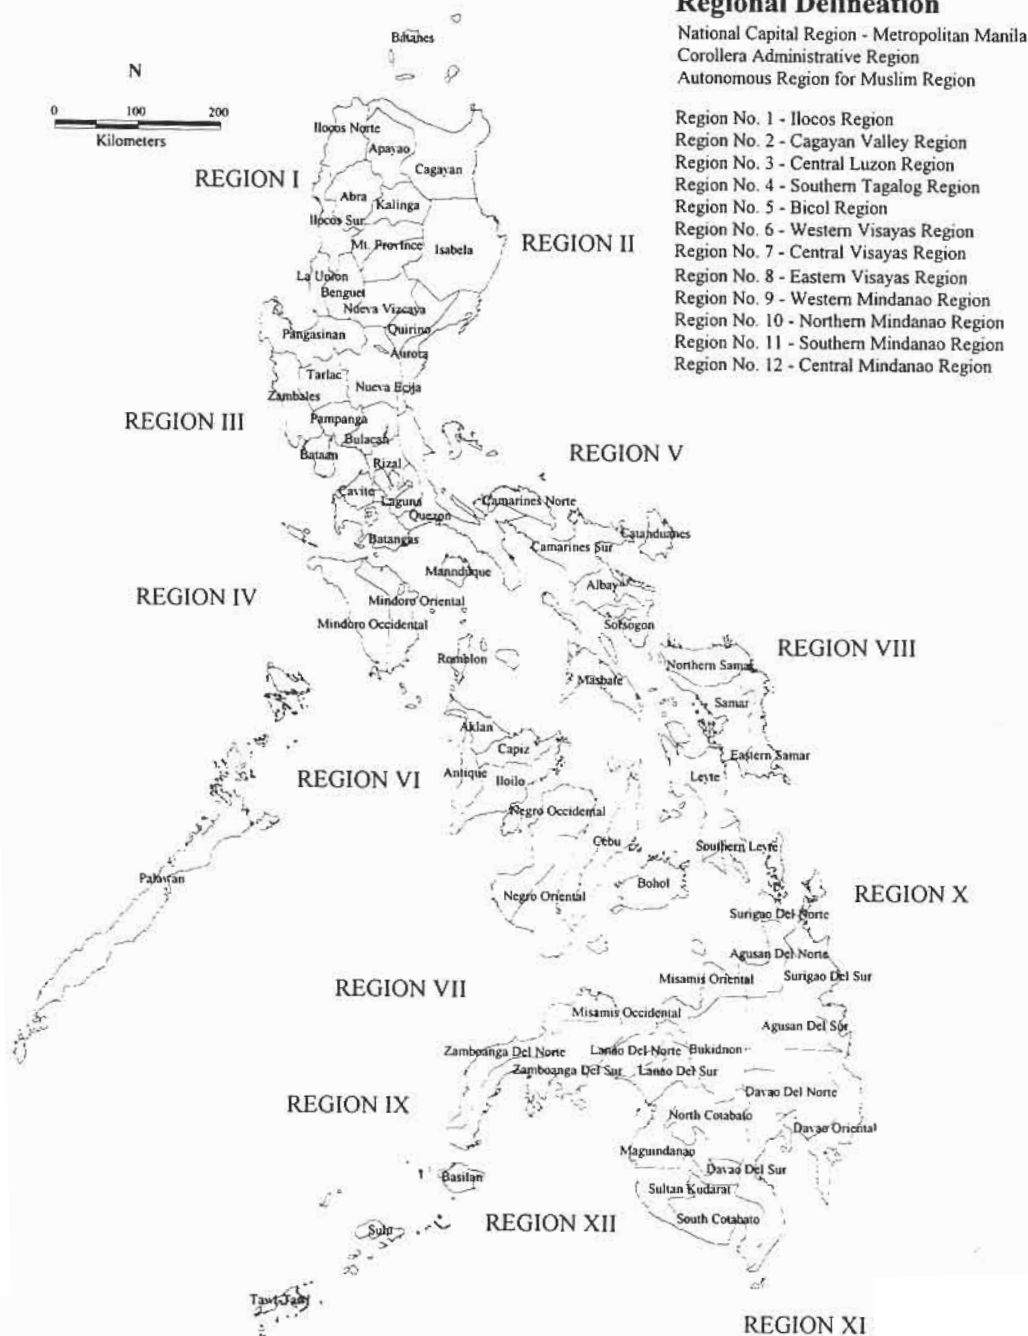 Regional Delineation
National Capital Region - Metropolitan Manila
Corollera Administrative Region
Autonomous Region for Muslim Region
Region No. 1 - Ilocos Region
Region No. 2 - Cagayan Valley Region
Region No. 3 - Central Luzon Region
Region No. 4 - Southern Tagalog Region
Region No. 5 - Bicol Region
Region No. 6 - Western Visayas Region
Region No. 7 - Central Visayas Region
Region No. 8 - Eastern Visayas Region
Region No. 9 - Western Mindanao Region
Region No. 10 - Northern Mindanao Region
Region No. 11 - Southern Mindanao Region
Region No. 12 - Central Mindanao Region
N
0 100 200
Kilometers
Batanes
Ilocos Norte
Apayao
Cagayan
REGION I
Abra
Kalinga
Ilocos Sur
Mt. Province
Isabela
REGION II
La Union
Benguet
Nueva Vizcaya
Quirino
Pangasinan
Aurora
Tarlac
Nueva Ecija
Zambales
REGION III
Pampanga
Bulacan
Bataan
Rizal
REGION V
Cavite
Laguna
Camarines Norte
Quezon
Batangas
Camarines Sur
Catanduanes
Mannduque
Albay
REGION IV
Mindoro Oriental
Mindoro Occidental
Sorsogon
REGION VIII
Romblon
Northern Samar
Masbate
Samar
Aklan
Capiz
Eastern Samar
REGION VI
Antique
Iloilo
Leyte
Negro Occidental
Cebu
Southern Leyte
Palawan
Bohol
Negro Oriental
REGION X
Surigao Del Norte
Agusan Del Norte
Misamis Oriental
Surigao Del Sur
REGION VII
Misamis Occidental
Agusan Del Sur
Zamboanga Del Norte
Lanao Del Norte
Bukidnon
Zamboanga Del Sur
Lanao Del Sur
Davao Del Norte
REGION IX
North Cotabato
Davao Oriental
Maguindanao
Davao Del Sur
Basilan
Sultan Kudarat
REGION XII
South Cotabato
Sulu
Tawi-Tawi
REGION XI